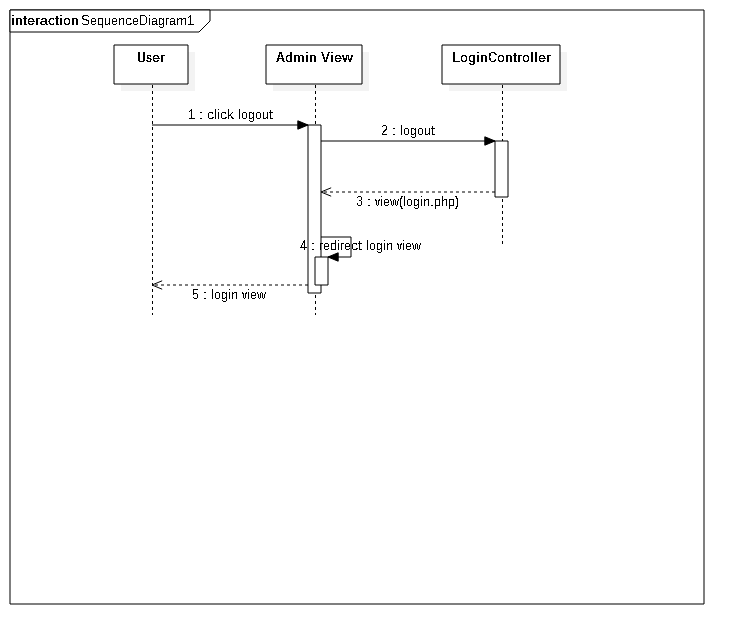 interaction SequenceDiagram1
User
Admin View
LoginController
1 : click logout
2 : logout
3 : view(login.php)
4 : redirect login view
5 : login view